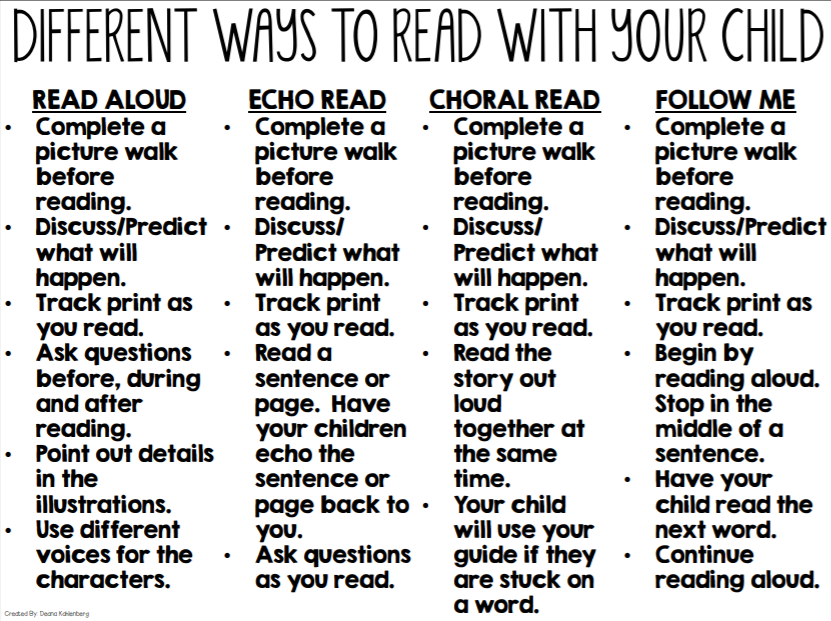 DIFFERENT WAYS TO READ WITH YOUR CHILD
READ ALOUD
• Complete a
picture walk
before
reading.
• Discuss/Predict
what will
happen.
• Track print as
you read.
• Ask questions
before, during
and after
reading.
• Point out details
in the
illustrations.
• Use different
voices for the
characters.
ECHO READ
• Complete a
picture walk
before
reading.
• Discuss/
Predict what
will happen.
• Track print
as you read.
• Read a
sentence or
page. Have
your children
echo the
sentence or
page back to
you.
• Ask questions
as you read.
CHORAL READ
• Complete a
picture walk
before
reading.
• Discuss/
Predict what
will happen.
• Track print
as you read.
• Read the
story out
loud
together at
the same
time.
• Your child
will use your
guide if they
are stuck on
a word.
FOLLOW ME
• Complete a
picture walk
before
reading.
• Discuss/Predict
what will
happen.
• Track print as
you read.
• Begin by
reading aloud.
Stop in the
middle of a
sentence.
• Have your
child read the
next word.
• Continue
reading aloud.
Created By: Deana Kahlenberg